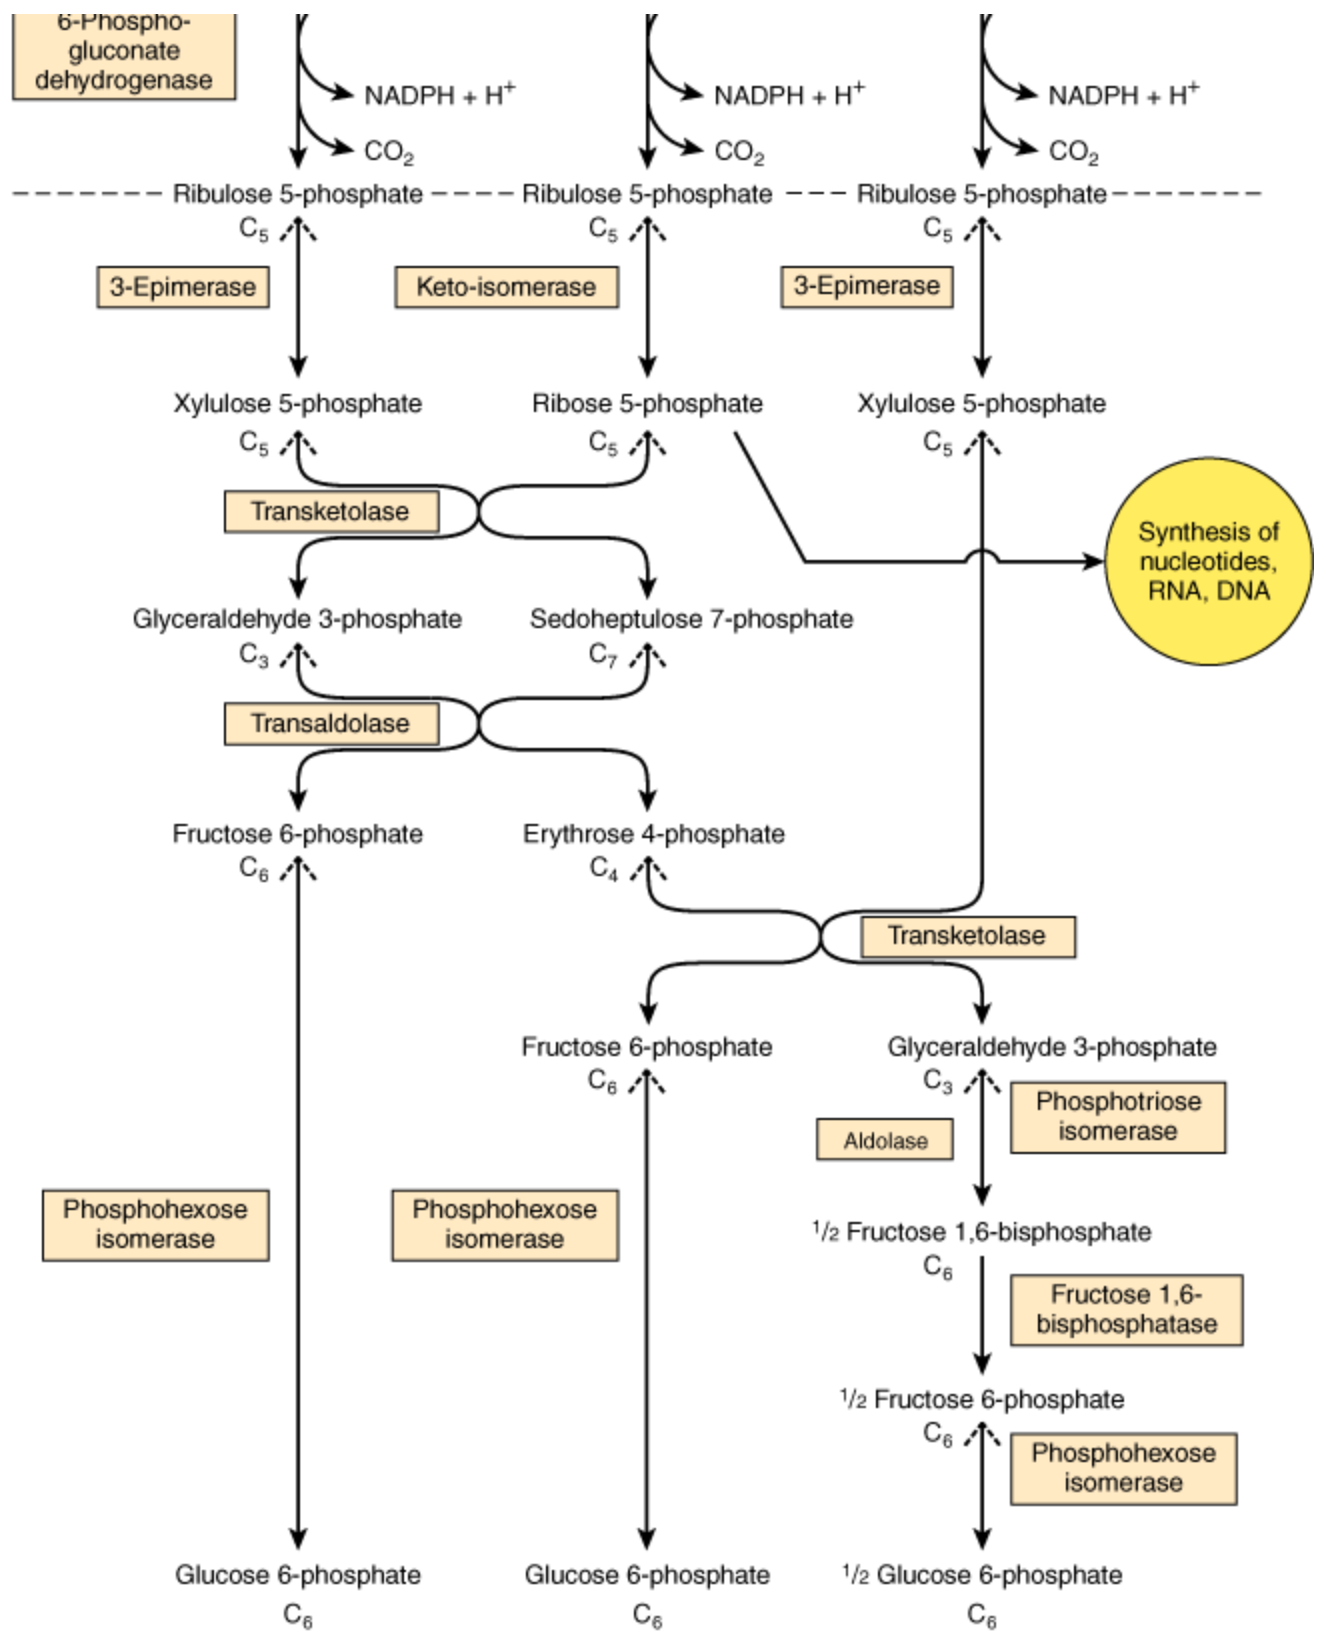 6-Phospho-
gluconate
dehydrogenase
NADPH + H⁺
NADPH + H⁺
NADPH + H⁺
CO₂
CO₂
CO₂
Ribulose 5-phosphate
Ribulose 5-phosphate
Ribulose 5-phosphate
C₅
C₅
C₅
3-Epimerase
Keto-isomerase
3-Epimerase
Xylulose 5-phosphate
Ribose 5-phosphate
Xylulose 5-phosphate
C₅
C₅
C₅
Transketolase
Synthesis of
nucleotides,
RNA, DNA
Glyceraldehyde 3-phosphate
Sedoheptulose 7-phosphate
C₃
C₇
Transaldolase
Fructose 6-phosphate
Erythrose 4-phosphate
C₆
C₄
Transketolase
Fructose 6-phosphate
Glyceraldehyde 3-phosphate
C₆
C₃
Phosphotriose
isomerase
Aldolase
Phosphohexose
isomerase
Phosphohexose
isomerase
1/2 Fructose 1,6-bisphosphate
C₆
Fructose 1,6-
bisphosphatase
1/2 Fructose 6-phosphate
C₆
Phosphohexose
isomerase
Glucose 6-phosphate
Glucose 6-phosphate
1/2 Glucose 6-phosphate
C₆
C₆
C₆